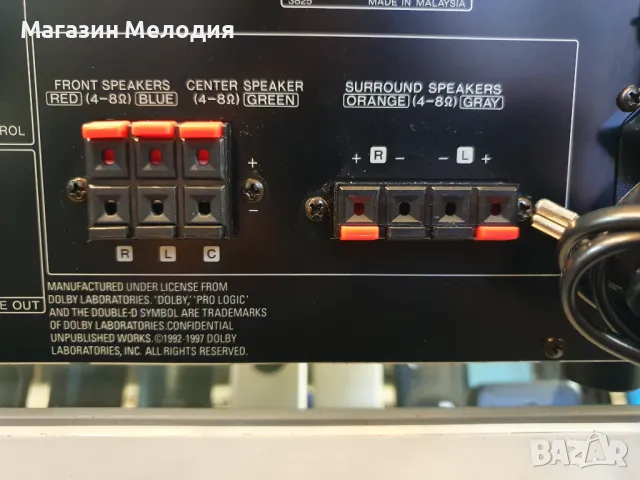 Магазин Мелодия
3825
MADE IN MALAYSIA
FRONT SPEAKERS
RED (4-8Ω) BLUE
CENTER SPEAKER
(4-8Ω) GREEN
SURROUND SPEAKERS
ORANGE (4-8Ω) GRAY
ROL
+ R - - L +
+
-
R L C
E OUT
MANUFACTURED UNDER LICENSE FROM
DOLBY LABORATORIES. "DOLBY," "PRO LOGIC"
AND THE DOUBLE-D SYMBOL ARE TRADEMARKS
OF DOLBY LABORATORIES.CONFIDENTIAL
UNPUBLISHED WORKS. ©1992-1997 DOLBY
LABORATORIES, INC. ALL RIGHTS RESERVED.
BAZAR